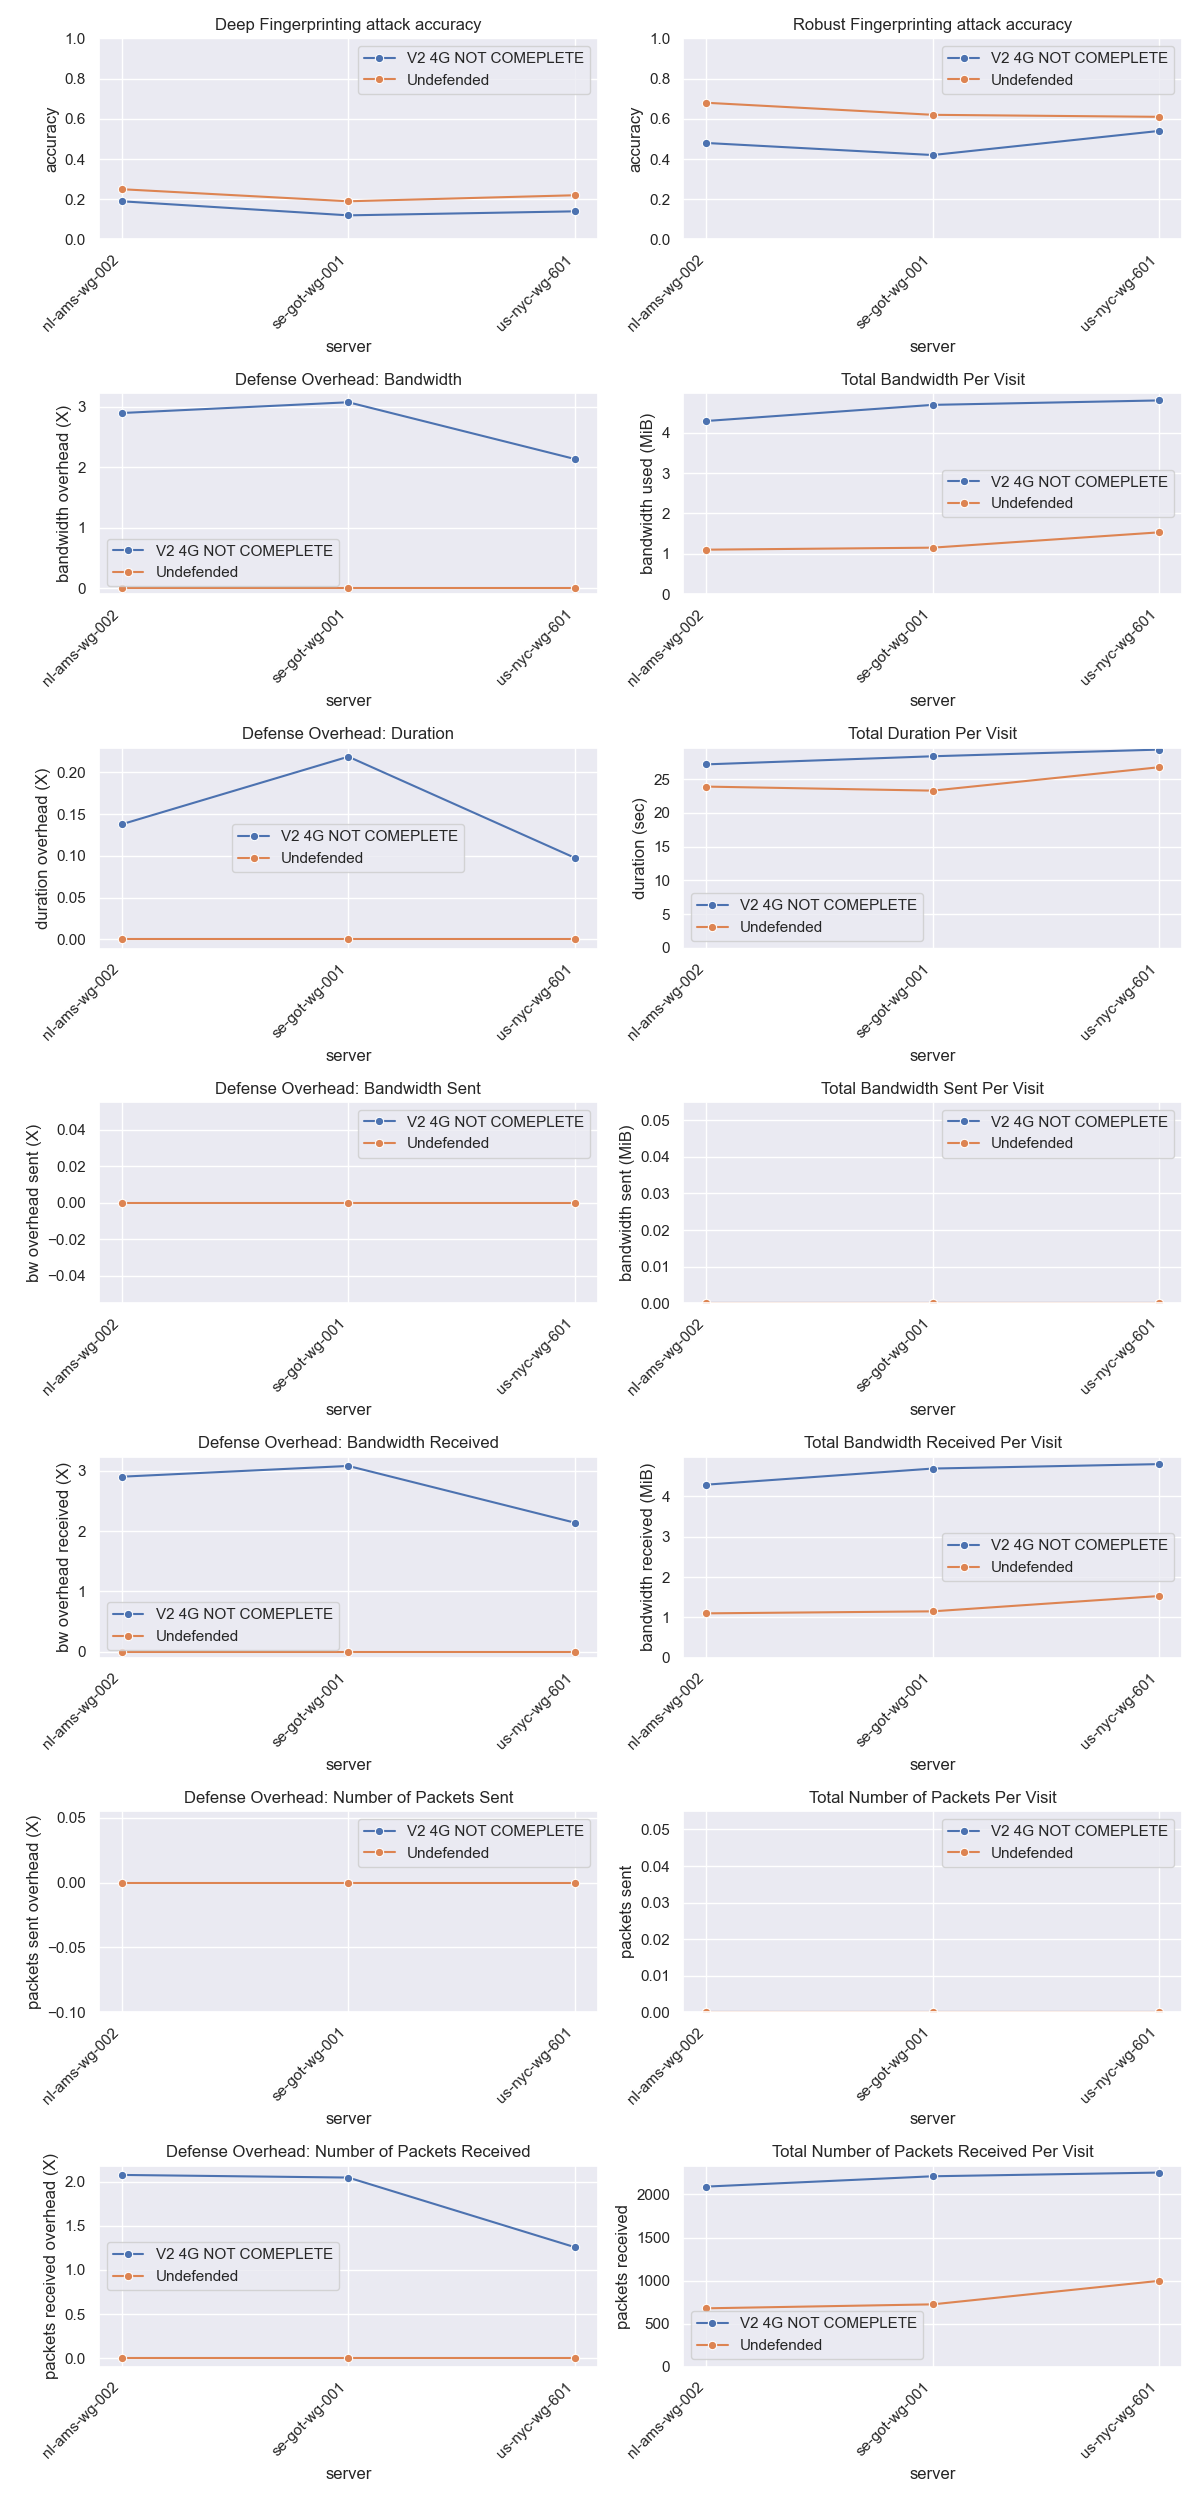 Deep Fingerprinting attack accuracy
1.0
0.8
0.6
0.4
0.2
0.0
accuracy
V2 4G NOT COMEPLETE
Undefended
nl-ams-wg-002
se-got-wg-001
us-nyc-wg-601
server
Robust Fingerprinting attack accuracy
1.0
0.8
0.6
0.4
0.2
0.0
accuracy
V2 4G NOT COMEPLETE
Undefended
nl-ams-wg-002
se-got-wg-001
us-nyc-wg-601
server
Defense Overhead: Bandwidth
3
2
1
0
bandwidth overhead (X)
V2 4G NOT COMEPLETE
Undefended
nl-ams-wg-002
se-got-wg-001
us-nyc-wg-601
server
Total Bandwidth Per Visit
4
3
2
1
0
bandwidth used (MiB)
V2 4G NOT COMEPLETE
Undefended
nl-ams-wg-002
se-got-wg-001
us-nyc-wg-601
server
Defense Overhead: Duration
0.20
0.15
0.10
0.05
0.00
duration overhead (X)
V2 4G NOT COMEPLETE
Undefended
nl-ams-wg-002
se-got-wg-001
us-nyc-wg-601
server
Total Duration Per Visit
25
20
15
10
5
0
duration (sec)
V2 4G NOT COMEPLETE
Undefended
nl-ams-wg-002
se-got-wg-001
us-nyc-wg-601
server
Defense Overhead: Bandwidth Sent
0.04
0.02
0.00
−0.02
−0.04
bw overhead sent (X)
V2 4G NOT COMEPLETE
Undefended
nl-ams-wg-002
se-got-wg-001
us-nyc-wg-601
server
Total Bandwidth Sent Per Visit
0.05
0.04
0.03
0.02
0.01
0.00
bandwidth sent (MiB)
V2 4G NOT COMEPLETE
Undefended
nl-ams-wg-002
se-got-wg-001
us-nyc-wg-601
server
Defense Overhead: Bandwidth Received
3
2
1
0
bw overhead received (X)
V2 4G NOT COMEPLETE
Undefended
nl-ams-wg-002
se-got-wg-001
us-nyc-wg-601
server
Total Bandwidth Received Per Visit
4
3
2
1
0
bandwidth received (MiB)
V2 4G NOT COMEPLETE
Undefended
nl-ams-wg-002
se-got-wg-001
us-nyc-wg-601
server
Defense Overhead: Number of Packets Sent
0.05
0.00
−0.05
−0.10
packets sent overhead (X)
V2 4G NOT COMEPLETE
Undefended
nl-ams-wg-002
se-got-wg-001
us-nyc-wg-601
server
Total Number of Packets Per Visit
0.05
0.04
0.03
0.02
0.01
0.00
packets sent
V2 4G NOT COMEPLETE
Undefended
nl-ams-wg-002
se-got-wg-001
us-nyc-wg-601
server
Defense Overhead: Number of Packets Received
2.0
1.5
1.0
0.5
0.0
packets received overhead (X)
V2 4G NOT COMEPLETE
Undefended
nl-ams-wg-002
se-got-wg-001
us-nyc-wg-601
server
Total Number of Packets Received Per Visit
2000
1500
1000
500
0
packets received
V2 4G NOT COMEPLETE
Undefended
nl-ams-wg-002
se-got-wg-001
us-nyc-wg-601
server